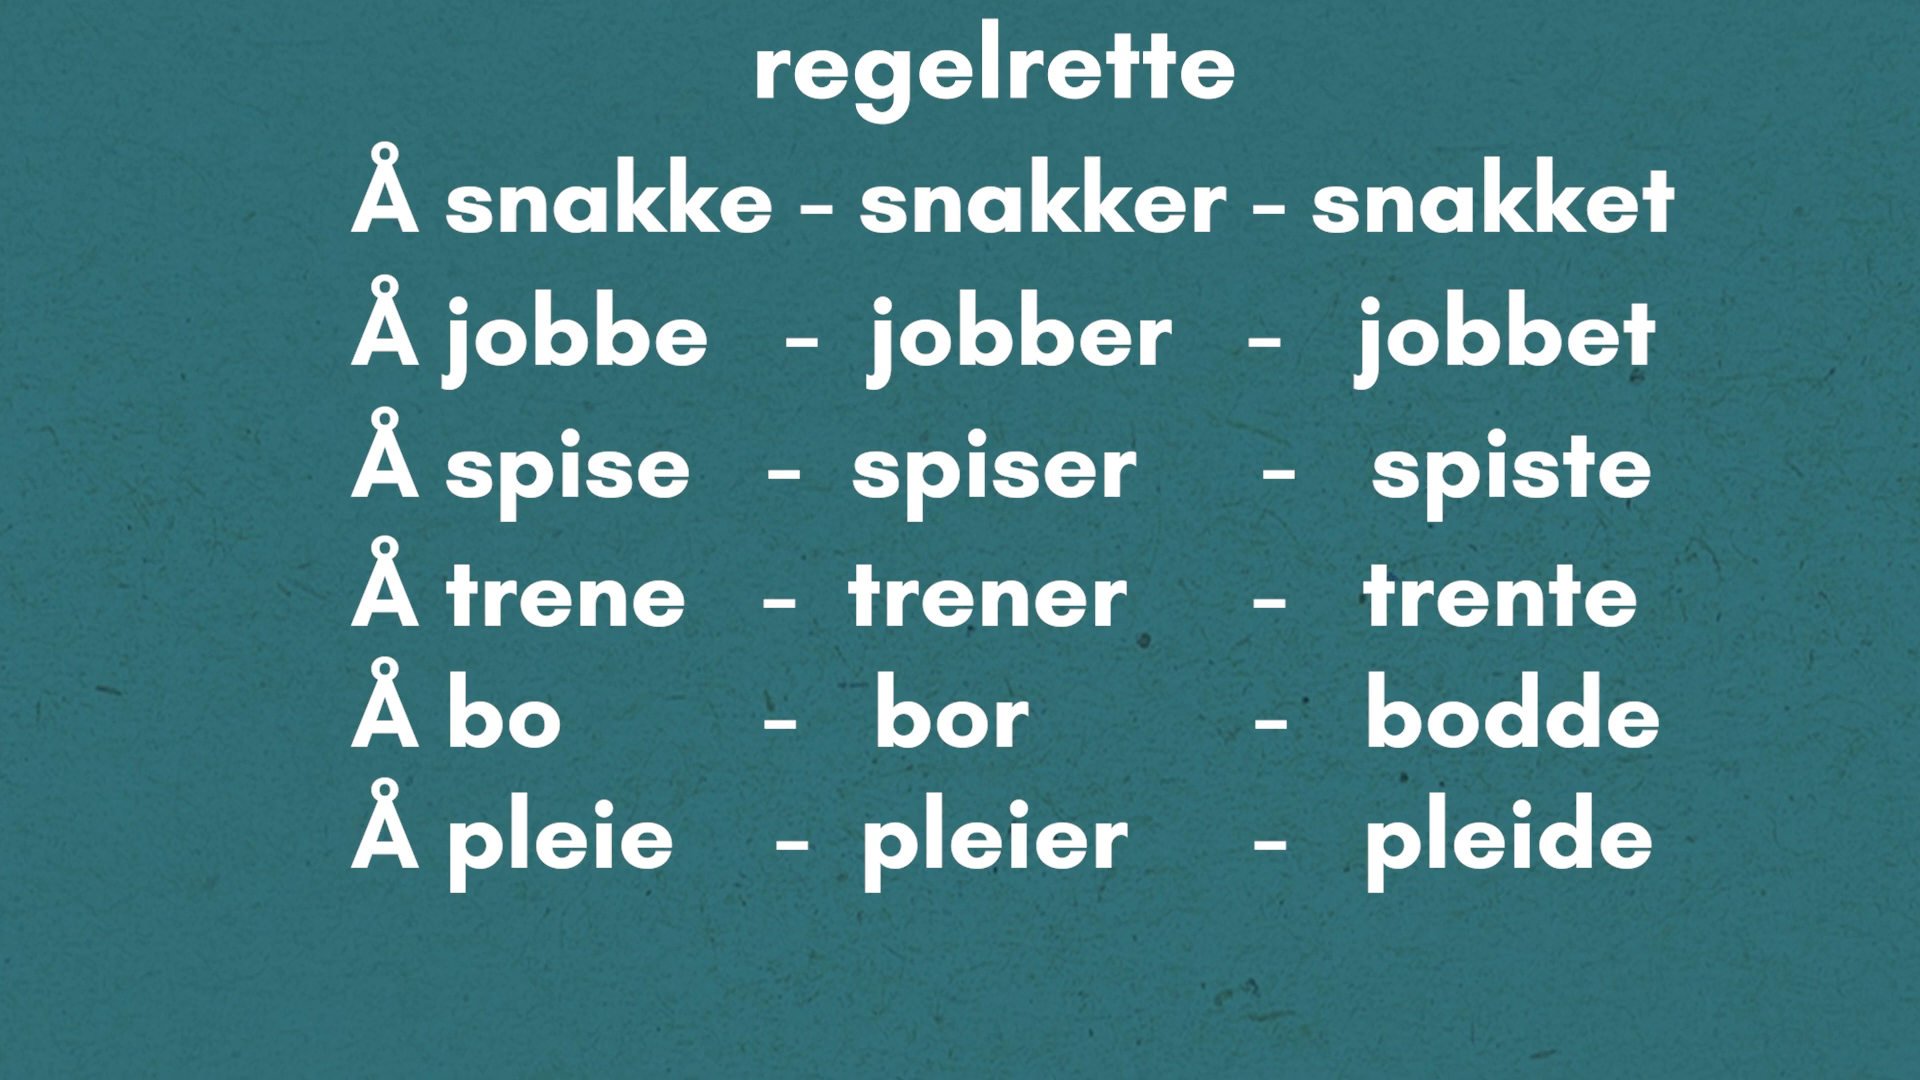 regelrette
Å snakke - snakker - snakket
Å jobbe - jobber - jobbet
Å spise - spiser - spiste
Å trene - trener - trente
Å bo - bor - bodde
Å pleie - pleier - pleide